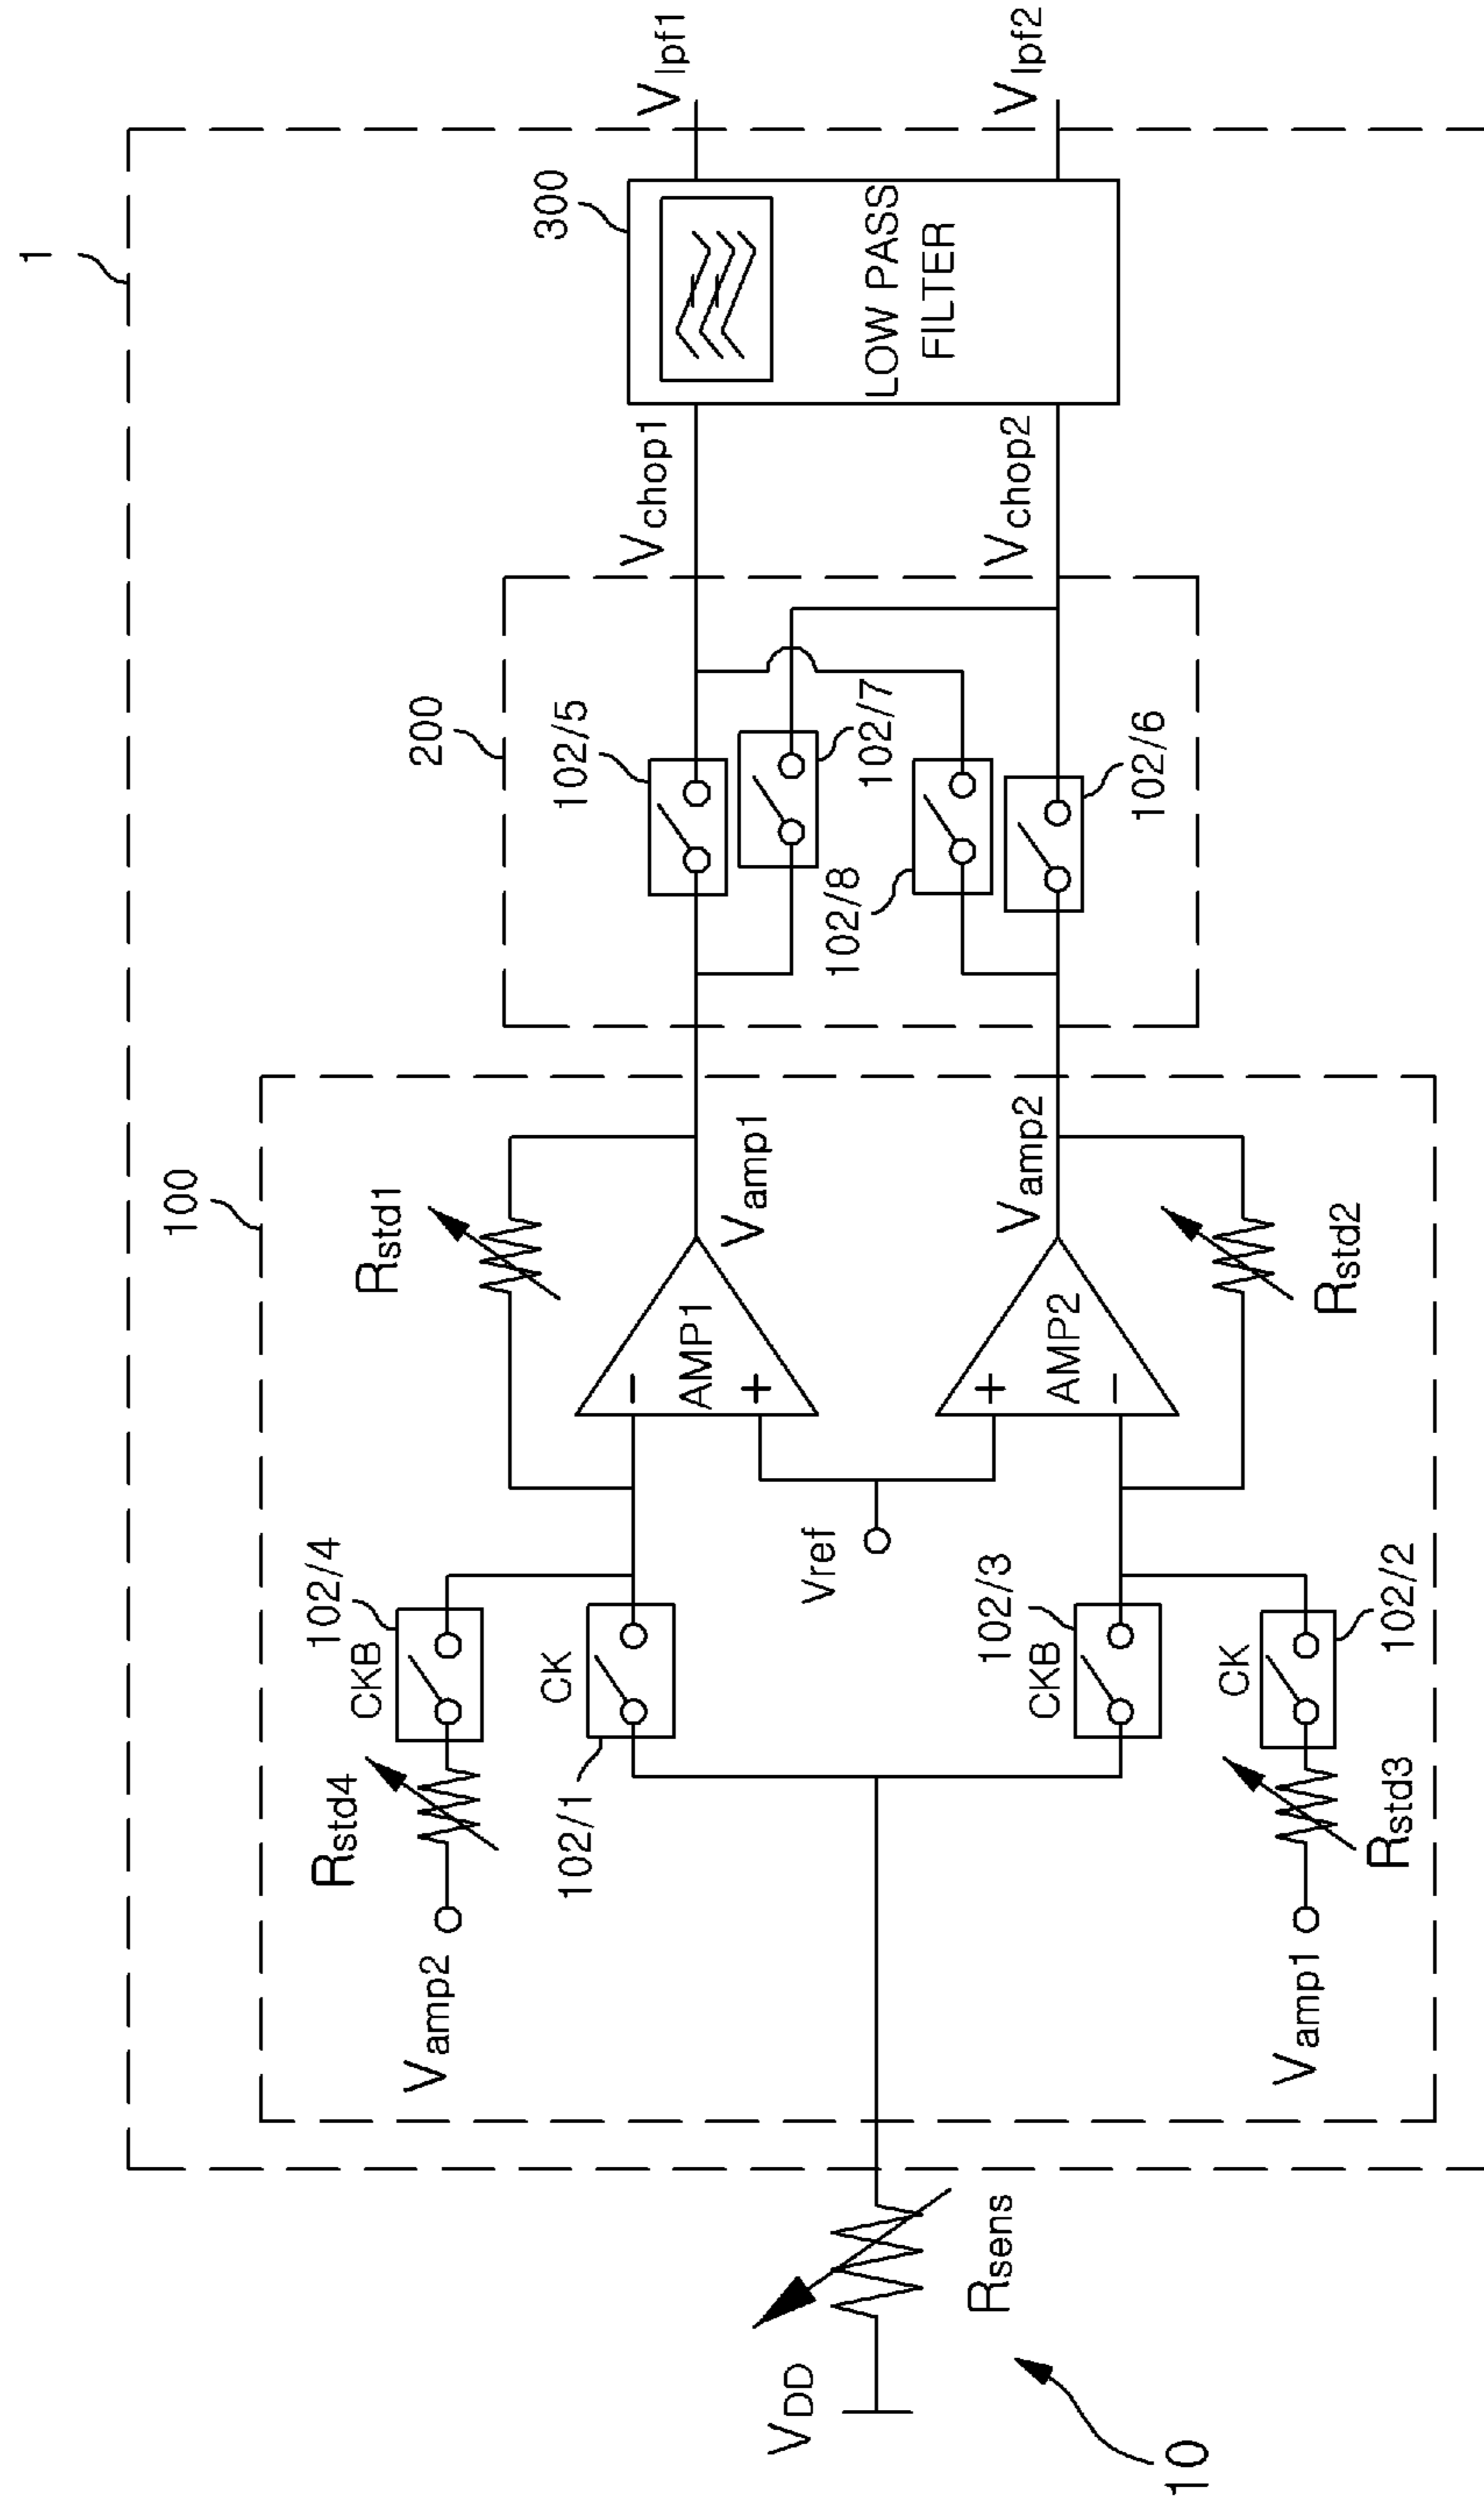 1
100
200
300
Rstd4
CKB
102//4
Rstd1
Vamp2
102//1
CK
AMP1
−
+
Vamp1
102//5
102//7
Vchop1
Vlpf1
VDD
Rsens
Vref
+
−
AMP2
Vamp2
102//8
102//6
Vchop2
LOW PASS
FILTER
Vlpf2
CKB
102//3
Vamp1
Rstd3
CK
102//2
Rstd2
10